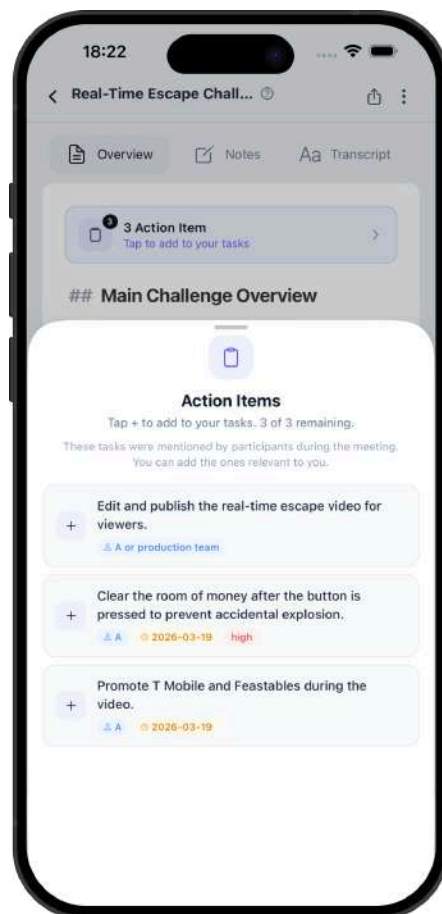 18:22
Real-Time Escape Chall...
Overview
Notes
Aa Transcript
3
3 Action Item
Tap to add to your tasks
## Main Challenge Overview
Action Items
Tap + to add to your tasks. 3 of 3 remaining.
These tasks were mentioned by participants during the meeting.
You can add the ones relevant to you.
+
Edit and publish the real-time escape video for
viewers.
A or production team
+
Clear the room of money after the button is
pressed to prevent accidental explosion.
A 2026-03-19 high
+
Promote T Mobile and Feastables during the
video.
A 2026-03-19